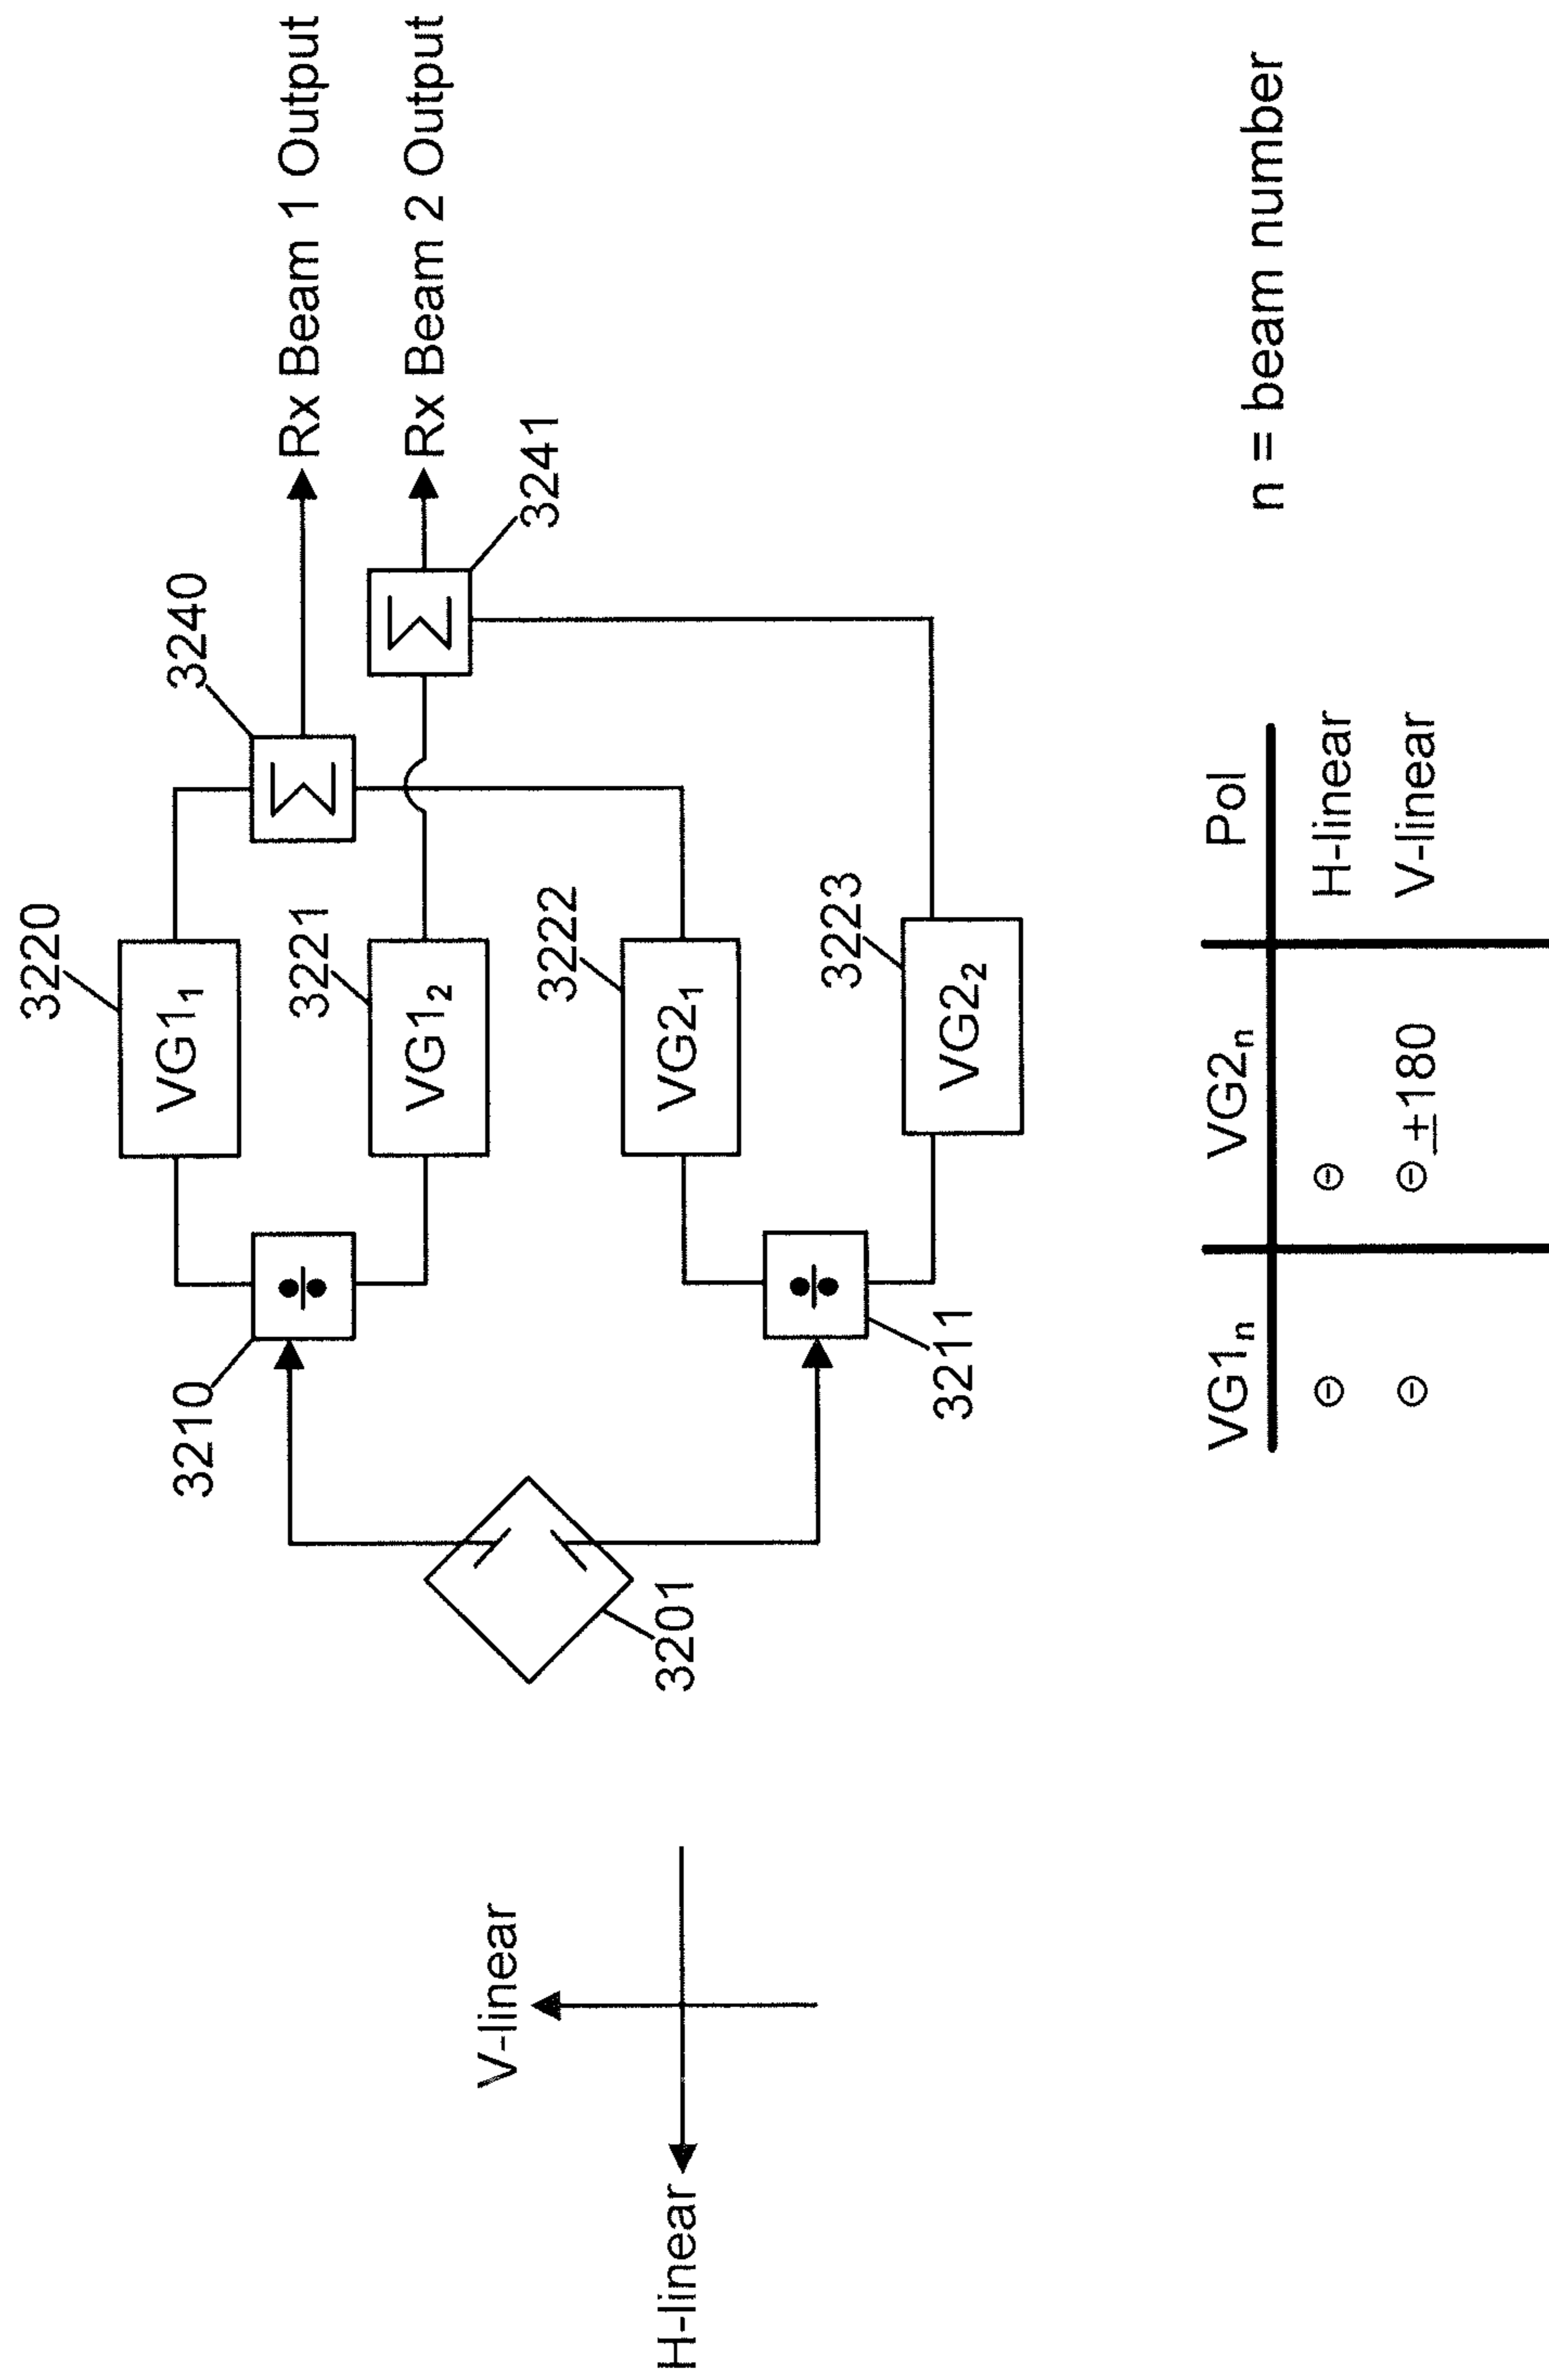 Rx Beam 1 Output
Rx Beam 2 Output
3240
3241
3220
VG1₁
3221
VG1₂
3222
VG2₁
3223
VG2₂
3210
÷
3211
÷
Σ
Σ
3201
V-linear
H-linear
VG1ₙ VG2ₙ Pol
Θ Θ H-linear
Θ Θ ±180 V-linear
n = beam number